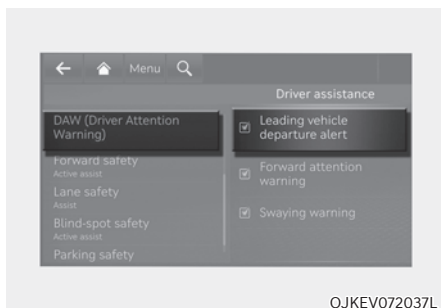 Menu
Driver assistance
DAW (Driver Attention
Warning)
Forward safety
Active assist
Lane safety
Assist
Blind-spot safety
Active assist
Parking safety
Leading vehicle
departure alert
Forward attention
warning
Swaying warning
OJKEV072037L